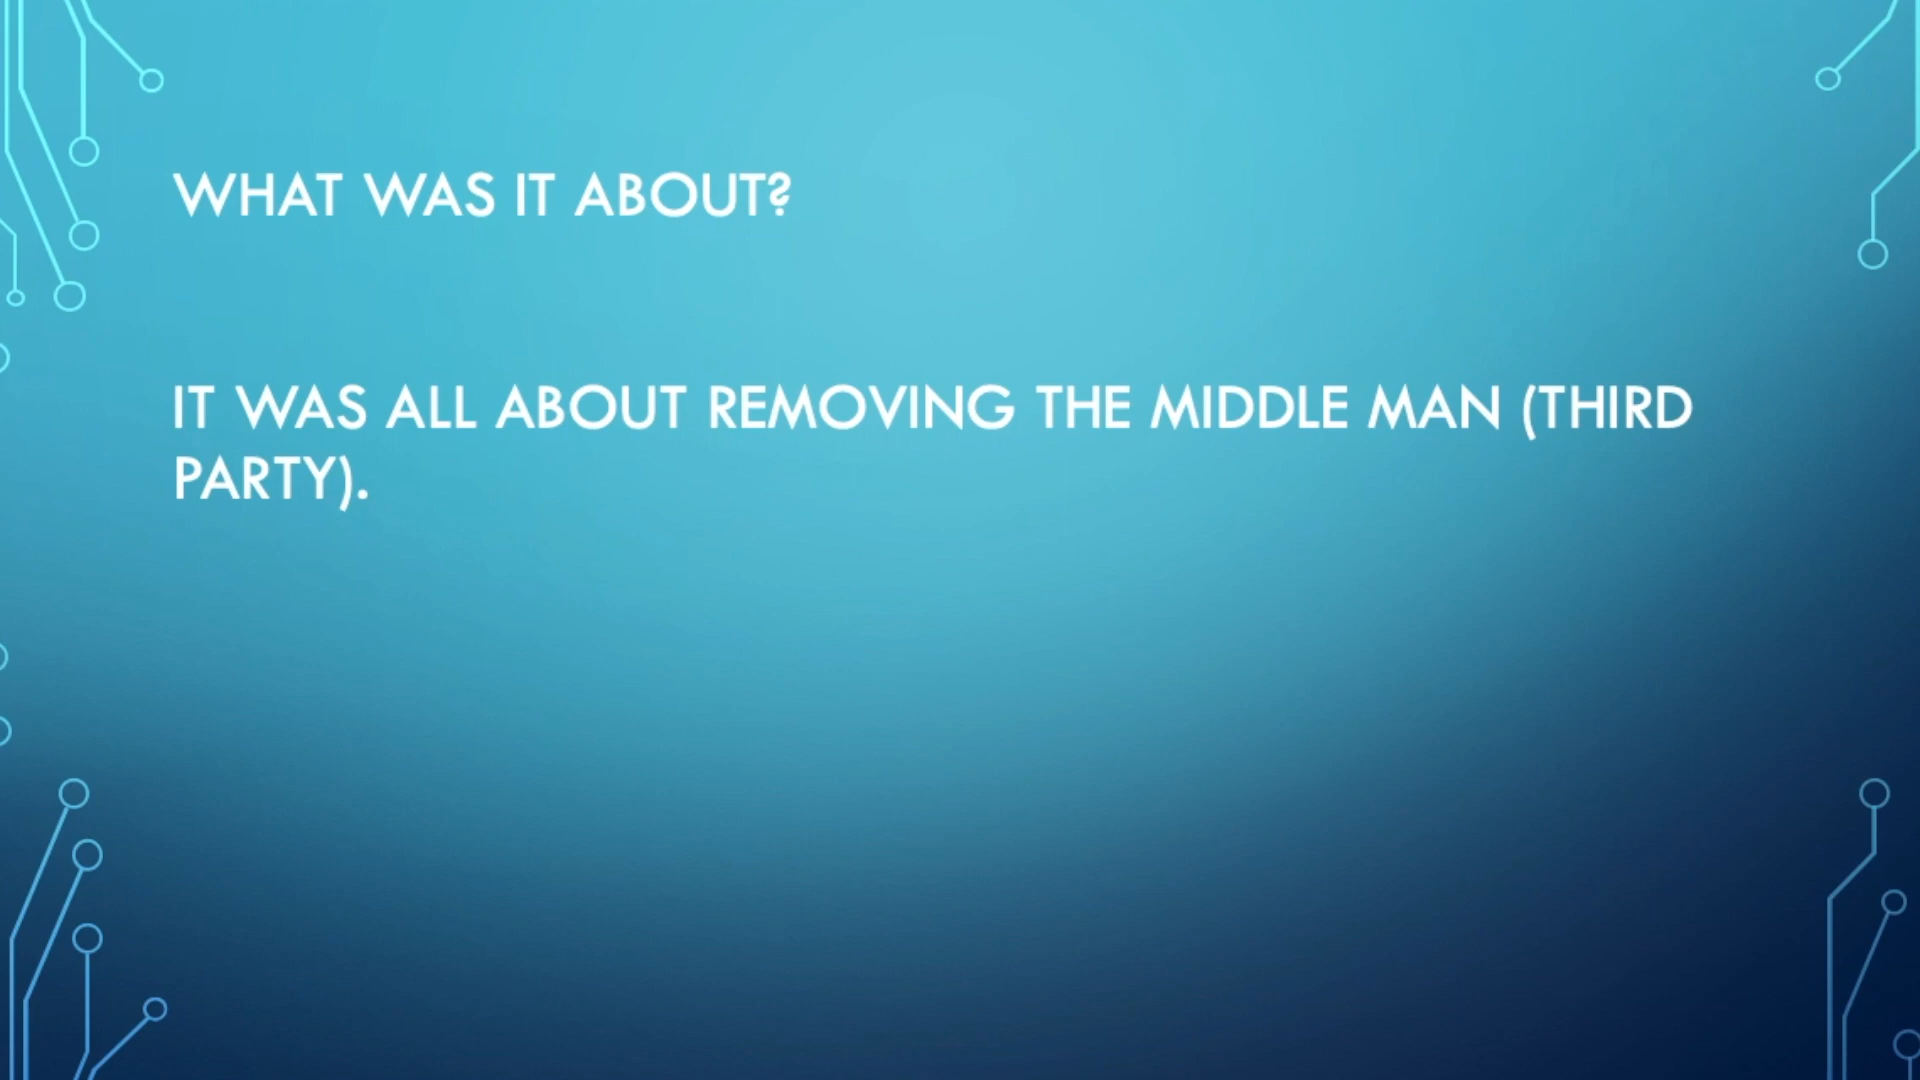 WHAT WAS IT ABOUT?
IT WAS ALL ABOUT REMOVING THE MIDDLE MAN (THIRD
PARTY).